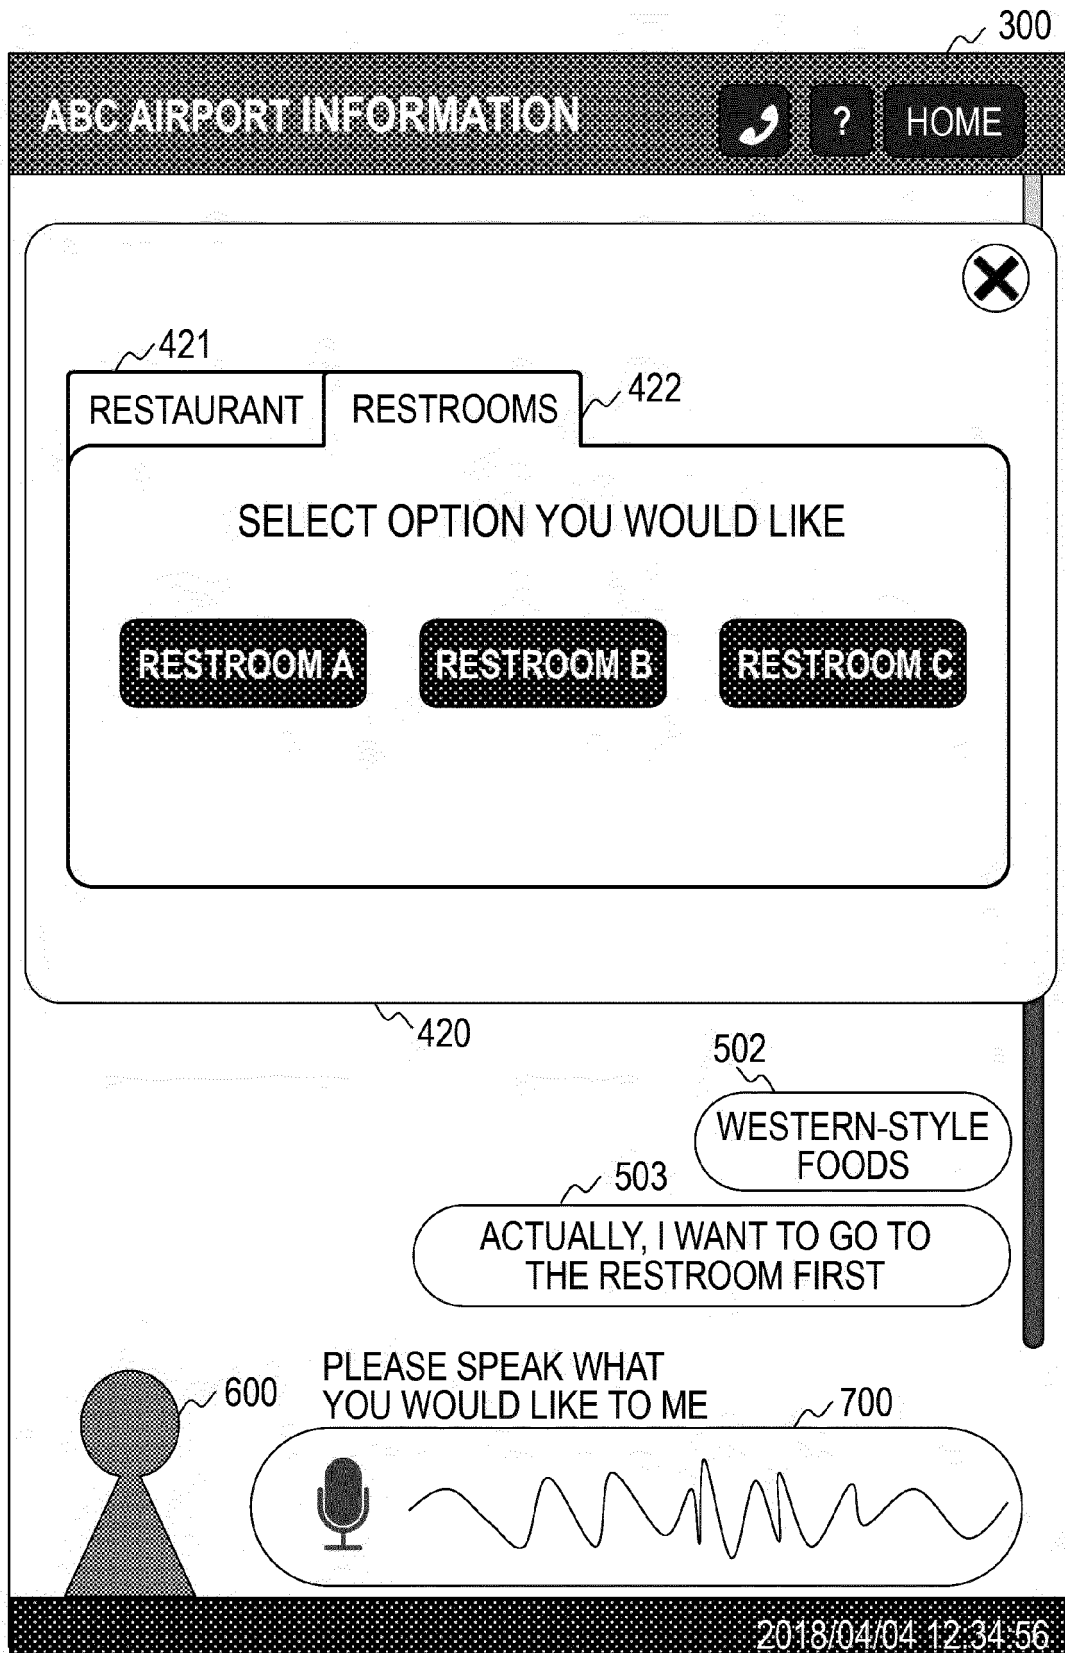 300
ABC AIRPORT INFORMATION ? HOME
421
RESTAURANT RESTROOMS 422
SELECT OPTION YOU WOULD LIKE
RESTROOM A RESTROOM B RESTROOM C
420
502
WESTERN-STYLE
FOODS
503
ACTUALLY, I WANT TO GO TO
THE RESTROOM FIRST
PLEASE SPEAK WHAT
YOU WOULD LIKE TO ME
600
700
2018/04/04 12:34:56